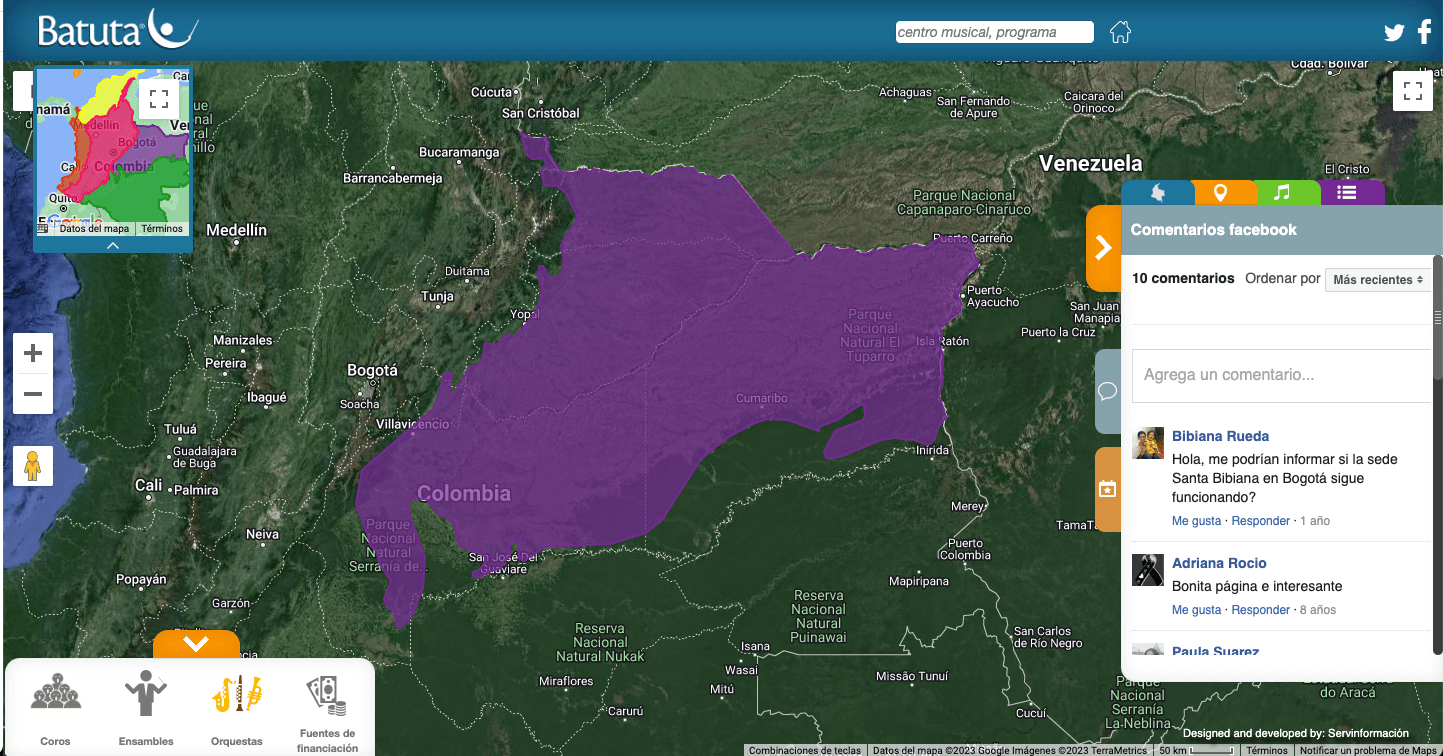 Batuta
centro musical, programa
Cdad. Bolívar
Achaguas
San Fernando
de Apure
Caicara del
Orinoco
Cúcuta
San Cristóbal
Bucaramanga
Barrancabermeja
Venezuela
El Cristo
Parque Nacional
Capanaparo-Cinaruco
Medellín
Bogotá
Cali
Colombia
Quito
Google
Datos del mapa
Términos
Medellín
Puerto Carreño
Duitama
Tunja
Yopal
Puerto
Ayacucho
San Juan
Manapia
Puerto la Cruz
Parque
Nacional
Natural El
Tuparro
Isla Ratón
Manizales
Pereira
Bogotá
Soacha
Ibagué
Cumaribo
Villavicencio
Tuluá
Guadalajara
de Buga
Cali
Palmira
Inírida
Colombia
Merey
Neiva
Parque
Nacional
Natural
Serranía de...
San José Del
Guaviare
Puerto
Colombia
Mapiripana
Popayán
Garzón
Reserva
Nacional
Natural
Puinawai
Reserva
Nacional
Natural Nukak
San Carlos
de Río Negro
Isana
Wasai
Mitú
Missão Tunuí
Miraflores
Carurú
Cucuí
Parque
Nacional
Serranía
La Neblina
do Aracá
Comentarios facebook
10 comentarios Ordenar por Más recientes
Agrega un comentario...
Bibiana Rueda
Hola, me podrían informar si la sede
Santa Bibiana en Bogotá sigue
funcionando?
Me gusta · Responder · 1 año
Adriana Rocio
Bonita página e interesante
Me gusta · Responder · 8 años
Paula Suarez
Coros
Ensambles
Orquestas
Fuentes de
financiación
Designed and developed by: Servinformación
Combinaciones de teclas
Datos del mapa ©2023 Google Imágenes ©2023 TerraMetrics
50 km
Términos
Notificar un problema de Maps